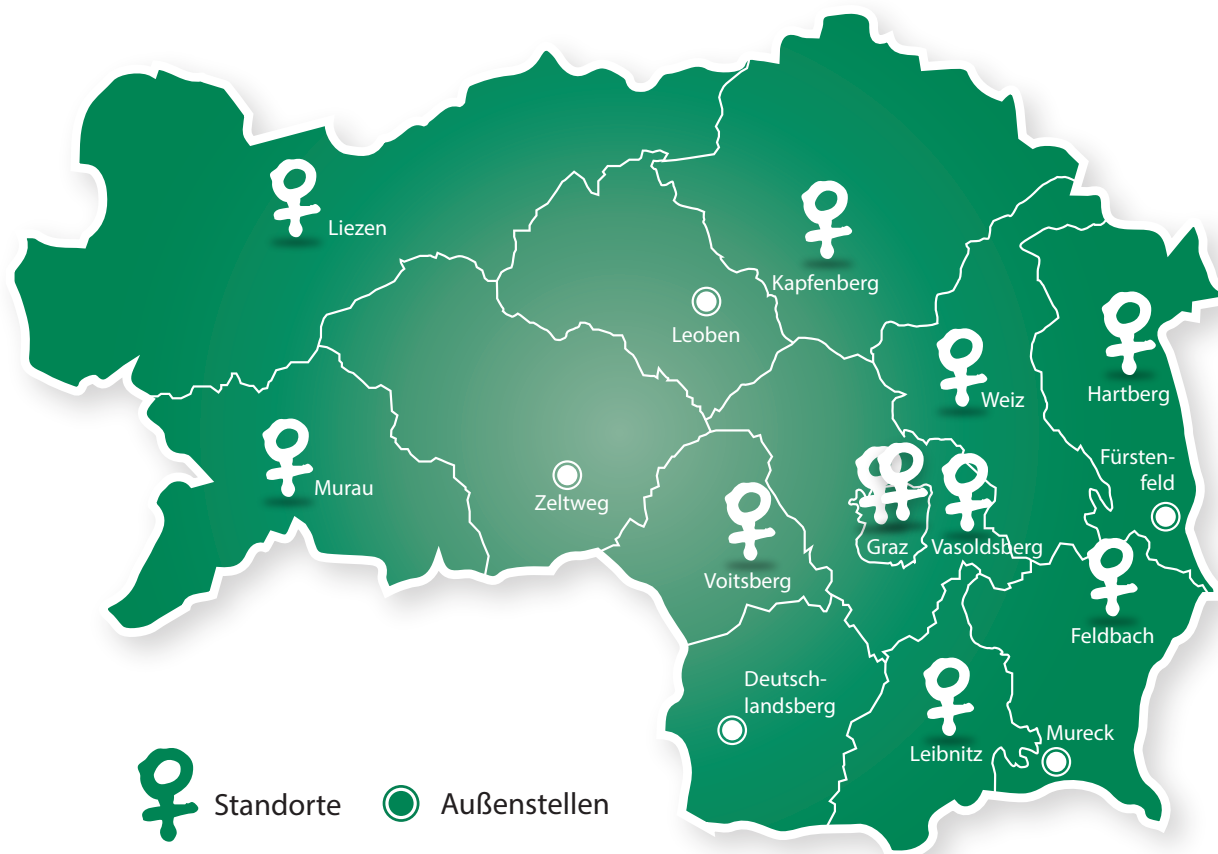 Liezen
Kapfenberg
Leoben
Hartberg
Weiz
Murau
Zeltweg
Fürsten-
feld
Graz
Vasoldsberg
Voitsberg
Feldbach
Deutsch-
landsberg
Leibnitz
Mureck
Standorte
Außenstellen